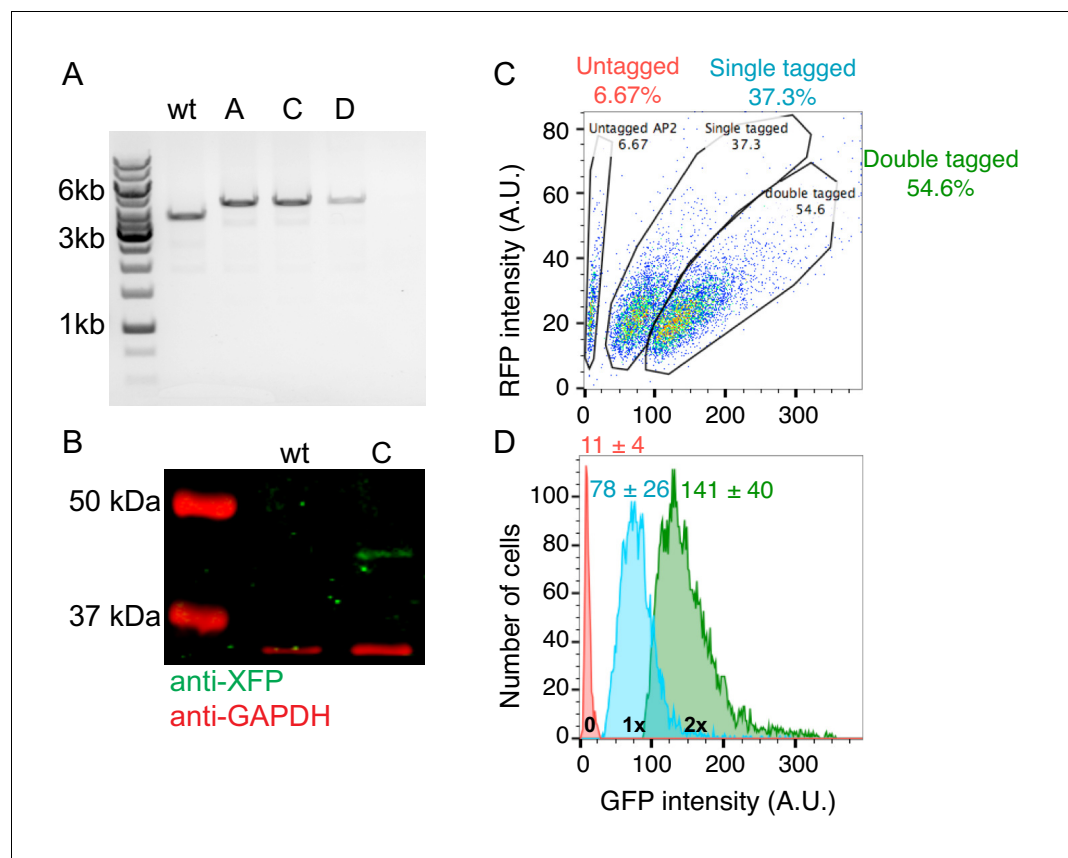 A
wt A C D
6kb
3kb
1kb
B
wt C
50 kDa
37 kDa
anti-XFP
anti-GAPDH
C
Untagged
6.67%
Single tagged
37.3%
Double tagged
54.6%
Untagged AP2
6.67
Single tagged
37.3
double tagged
54.6
RFP intensity (A.U.)
80
60
40
20
0
0 100 200 300
D
11 ± 4
78 ± 26
141 ± 40
Number of cells
100
80
60
40
20
0
0 1x 2x
0 100 200 300
GFP intensity (A.U.)